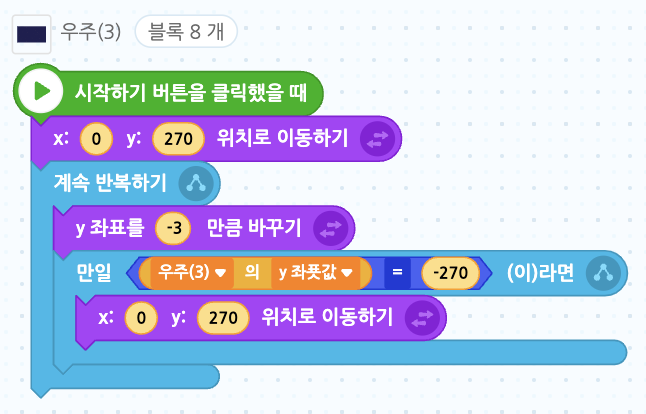 우주(3) 블록 8 개
시작하기 버튼을 클릭했을 때
x: 0 y: 270 위치로 이동하기
계속 반복하기
y 좌표를 -3 만큼 바꾸기
만일 우주(3) 의 y 좌푯값 = -270 (이)라면
x: 0 y: 270 위치로 이동하기